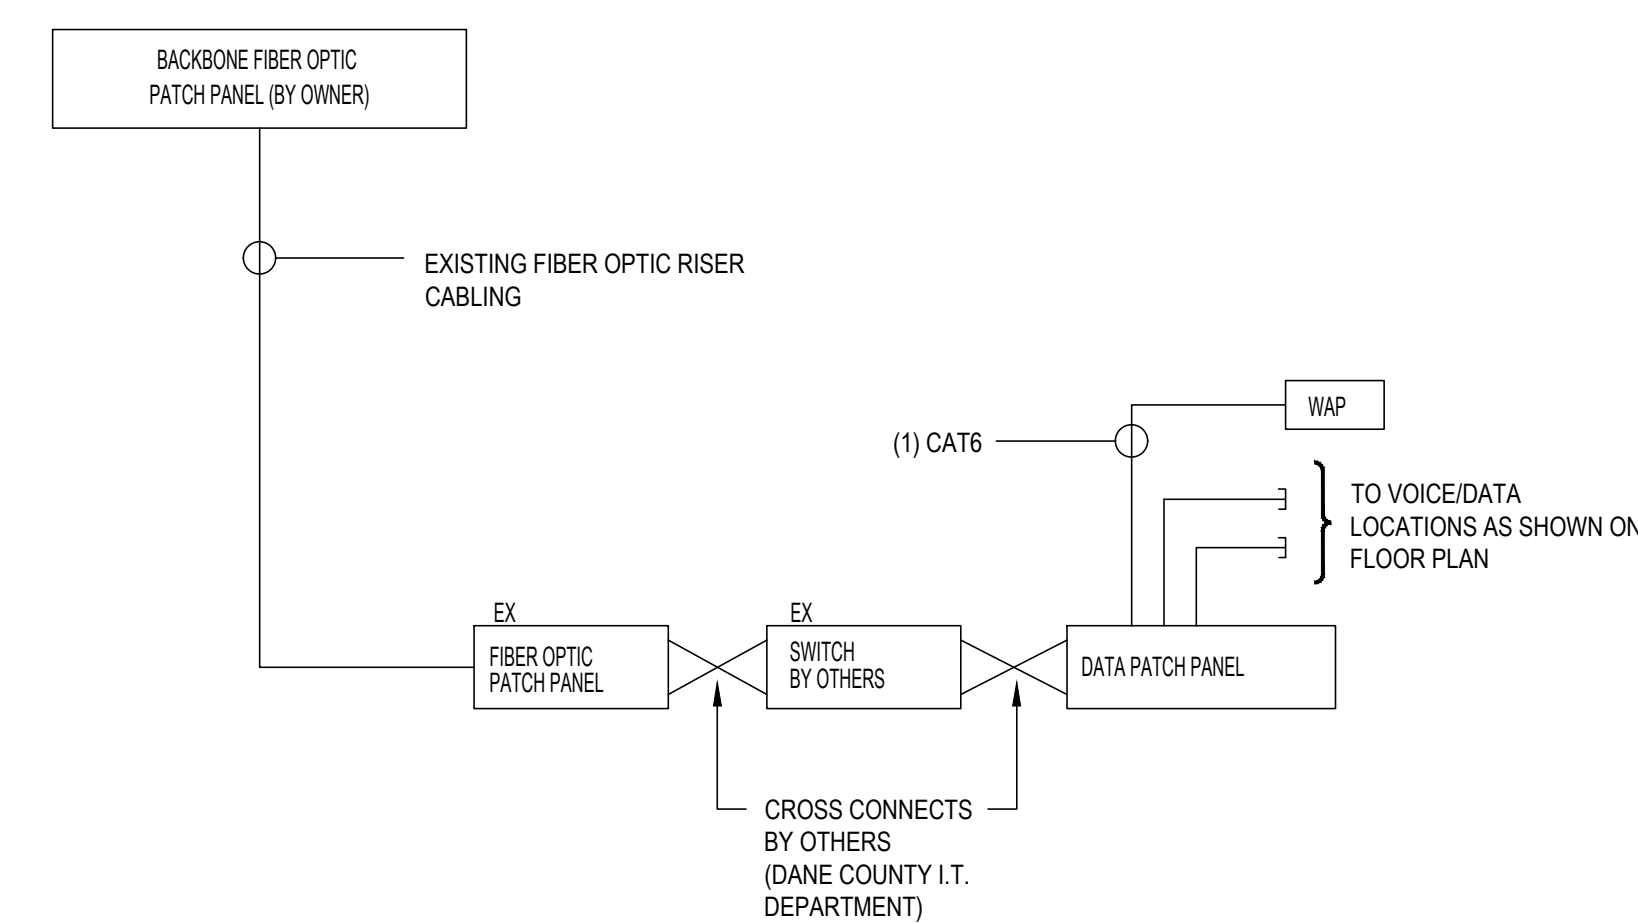 BACKBONE FIBER OPTIC
PATCH PANEL (BY OWNER)
EXISTING FIBER OPTIC RISER
CABLING
WAP
(1) CAT6
TO VOICE/DATA
LOCATIONS AS SHOWN ON
FLOOR PLAN
EX
FIBER OPTIC
PATCH PANEL
EX
SWITCH
BY OTHERS
DATA PATCH PANEL
CROSS CONNECTS
BY OTHERS
(DANE COUNTY I.T.
DEPARTMENT)